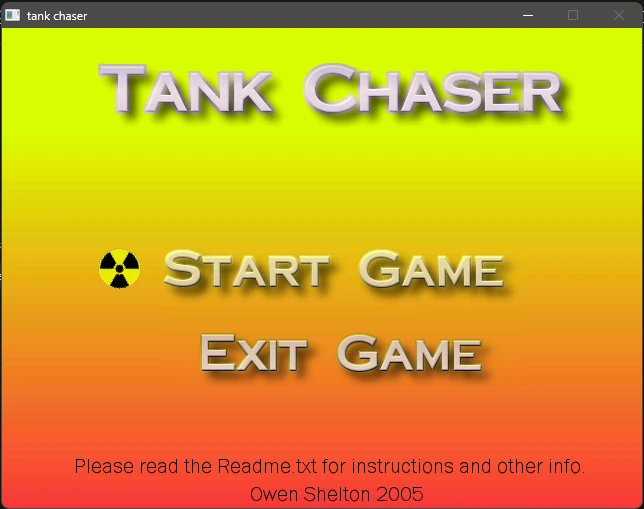 tank chaser
TANK CHASER
START GAME
EXIT GAME
Please read the Readme.txt for instructions and other info.
Owen Shelton 2005